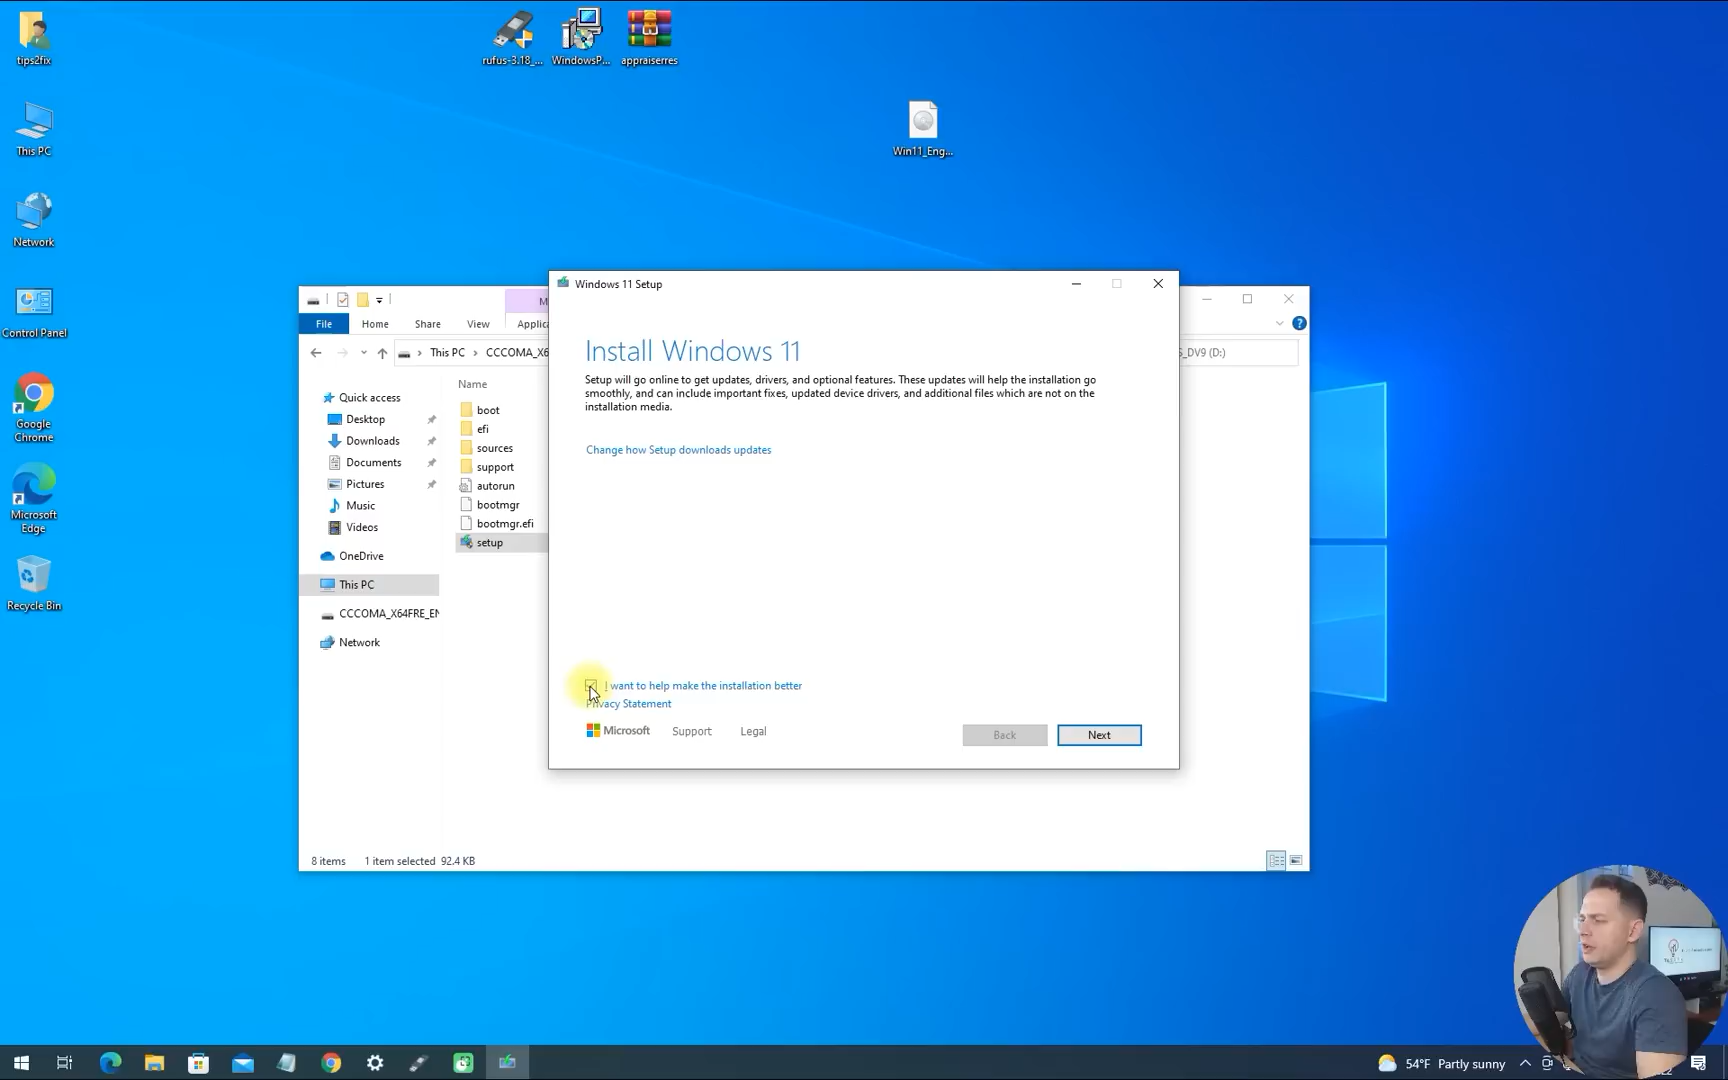 tips2fix
This PC
Network
Control Panel
Google
Chrome
Microsoft
Edge
Recycle Bin
rufus-3.18_...
WindowsP...
appraiserres
Win11_Eng...
File
Home
Share
View
Applic
This PC
CCCOMA_X6
_DV9 (D:)
Quick access
Desktop
Downloads
Documents
Pictures
Music
Videos
OneDrive
This PC
CCCOMA_X64FRE_EN
Network
Name
boot
efi
sources
support
autorun
bootmgr
bootmgr.efi
setup
8 items 1 item selected 92.4 KB
Windows 11 Setup
Install Windows 11
Setup will go online to get updates, drivers, and optional features. These updates will help the installation go
smoothly, and can include important fixes, updated device drivers, and additional files which are not on the
installation media.
Change how Setup downloads updates
I want to help make the installation better
Privacy Statement
Microsoft
Support
Legal
Back
Next
54°F Partly sunny